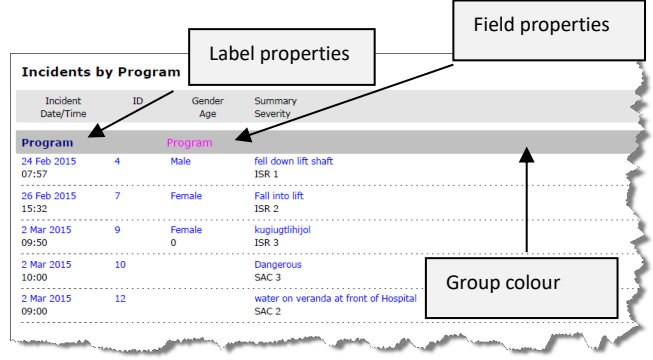 Field properties
Label properties
Incidents by Program
Incident ID Gender Summary
Date/Time Age Severity
Program Program
24 Feb 2015 4 Male fell down lift shaft
07:57 ISR 1
26 Feb 2015 7 Female Fall into lift
15:32 ISR 2
2 Mar 2015 9 Female kugiugtlihijol
09:50 0 ISR 3
2 Mar 2015 10 Dangerous
10:00 SAC 3
Group colour
2 Mar 2015 12 water on veranda at front of Hospital
09:00 SAC 2